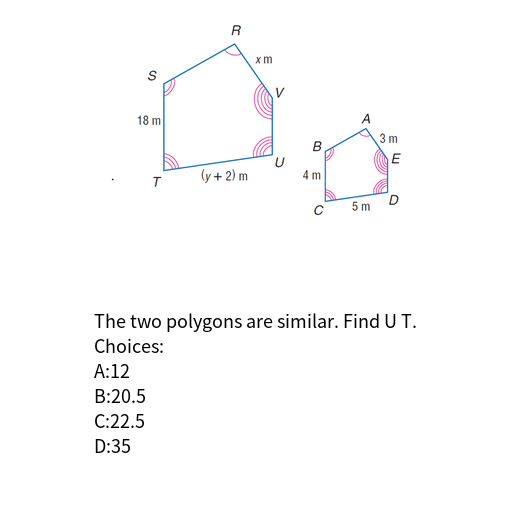 R
x m
S
V
18 m
A
3 m
B
E
U
4 m
T
(y + 2) m
D
C
5 m
The two polygons are similar. Find U T.
Choices:
A:12
B:20.5
C:22.5
D:35